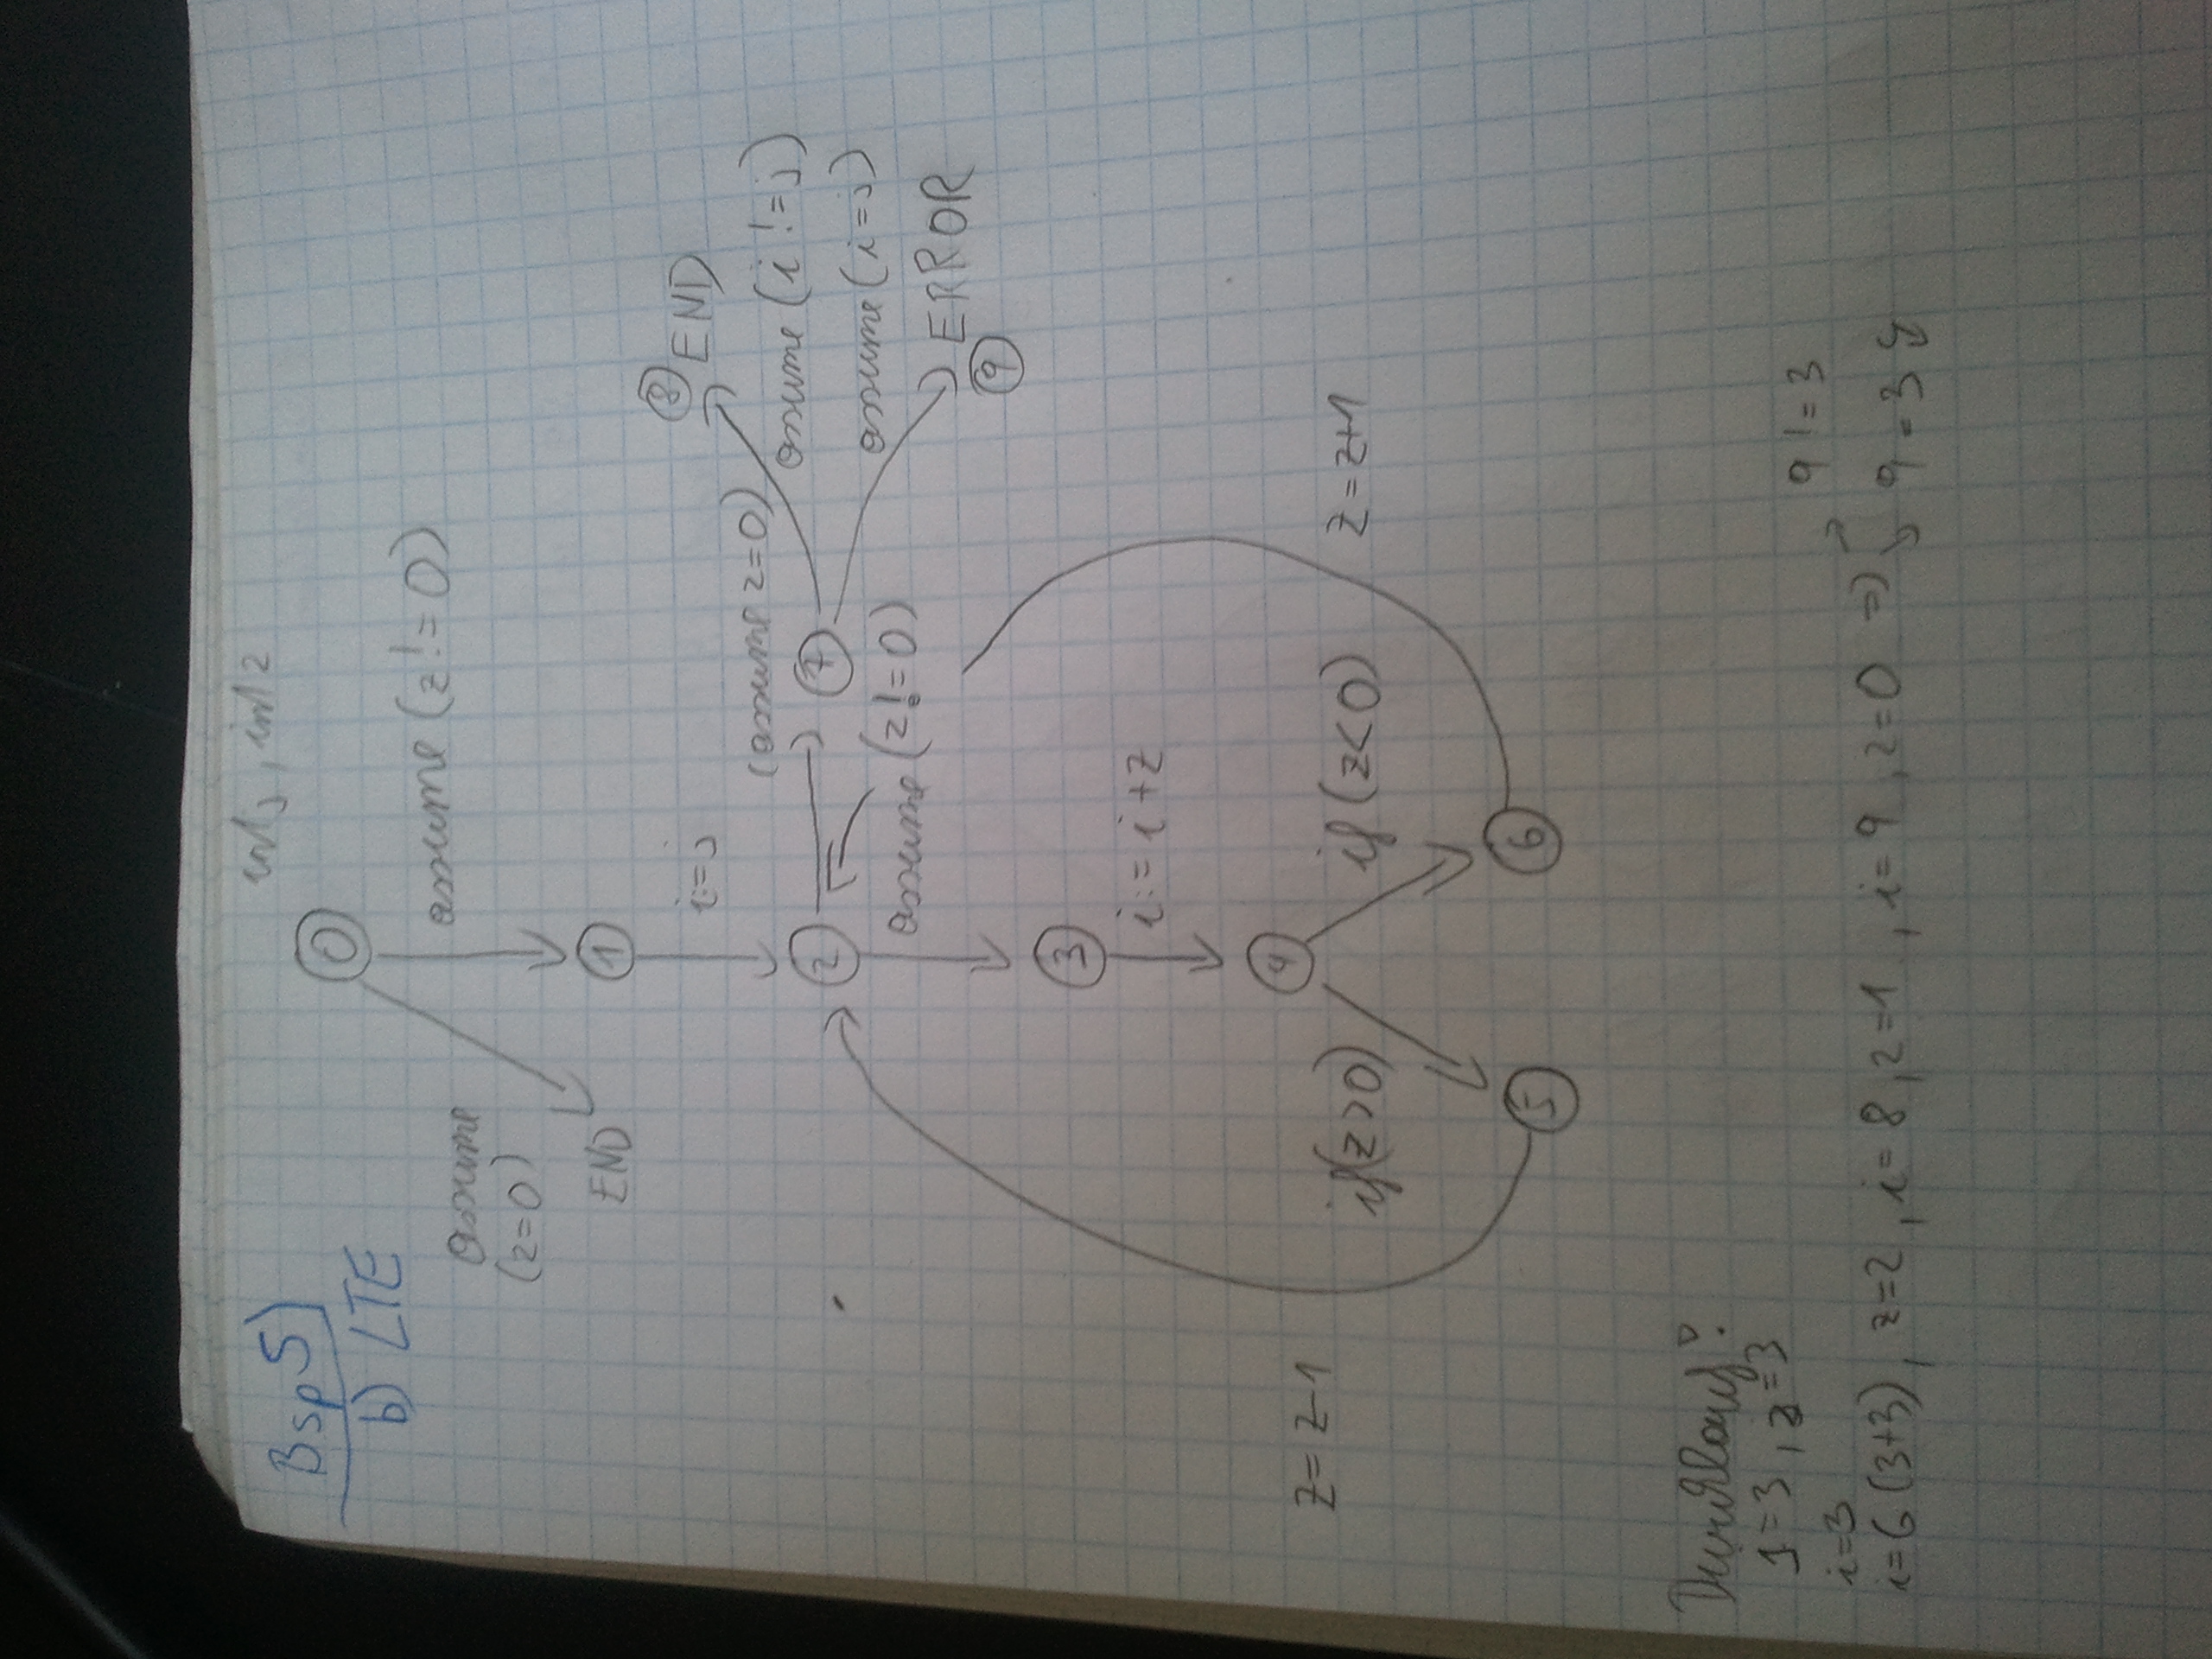 Bsp 5)
b) LTE
int j, int z
0
assume (z != 0)
assume
(z=0)
END
1
i:=j
2
(assume z=0)
7
8
END
assume (i != j)
assume (i=j)
ERROR
9
assume (z!=0)
3
i:=i+z
4
if(z>0)
if (z<0)
5
6
z=z-1
z=z+1
Durchlauf:
j=3, z=3
i=3
i=6 (3+3), z=2, i=8, z=1, i=9, z=0 =>
9 != 3
9 = 3 ↯